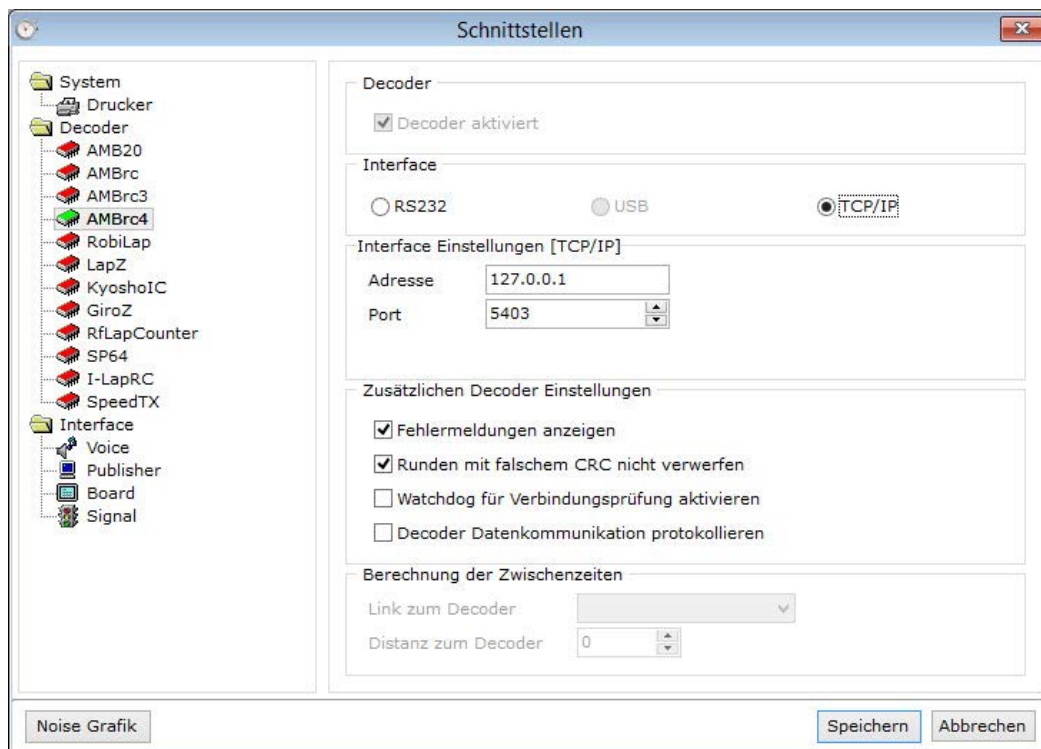 Schnittstellen
System
Drucker
Decoder
AMB20
AMBrc
AMBrc3
AMBrc4
RobiLap
LapZ
KyoshoIC
GiroZ
RfLapCounter
SP64
I-LapRC
SpeedTX
Interface
Voice
Publisher
Board
Signal
Decoder
Decoder aktiviert
Interface
RS232 USB TCP/IP
Interface Einstellungen [TCP/IP]
Adresse 127.0.0.1
Port 5403
Zusätzlichen Decoder Einstellungen
Fehlermeldungen anzeigen
Runden mit falschem CRC nicht verwerfen
Watchdog für Verbindungsprüfung aktivieren
Decoder Datenkommunikation protokollieren
Berechnung der Zwischenzeiten
Link zum Decoder
Distanz zum Decoder 0
Noise Grafik Speichern Abbrechen